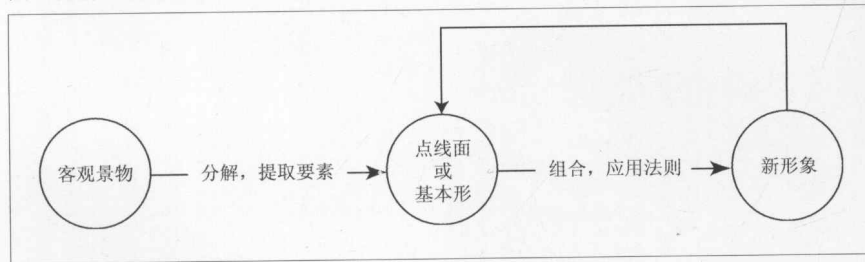 客观景物
分解，提取要素
点线面
或
基本形
组合，应用法则
新形象